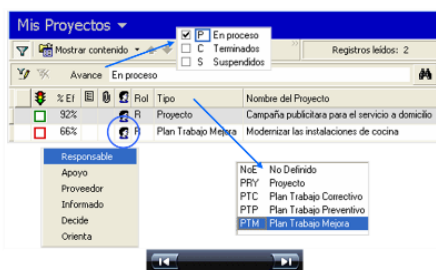 Mis Proyectos
Mostrar contenido
P En proceso
C Terminados
S Suspendidos
Registros leídos: 2
Avance En proceso
% Ef Rol Tipo Nombre del Proyecto
92% R Proyecto Campaña publicitara para el servicio a domicilio
66% R Plan Trabajo Mejora Modernizar las instalaciones de cocina
Responsable
Apoyo
Proveedor
Informado
Decide
Orienta
NoE No Definido
PRY Proyecto
PTC Plan Trabajo Correctivo
PTP Plan Trabajo Preventivo
PTM Plan Trabajo Mejora